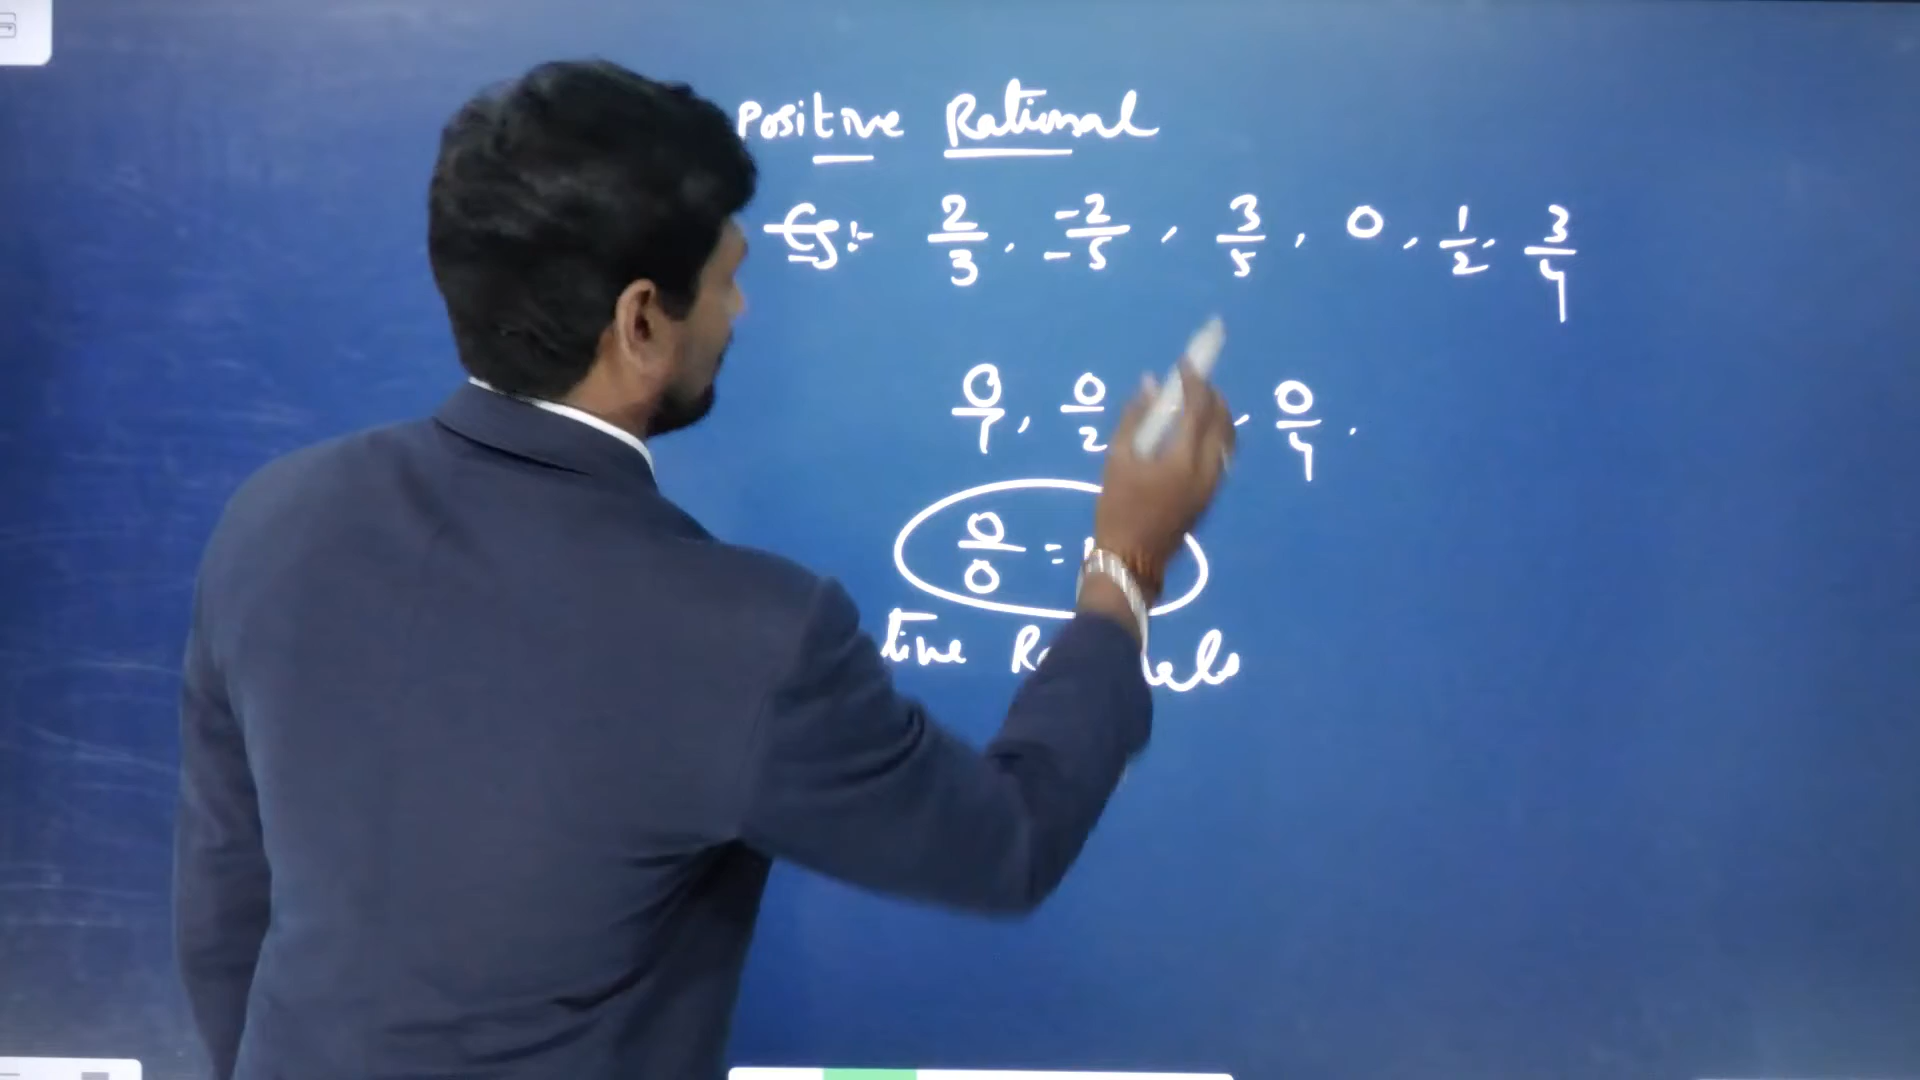 Positive Rational
Eg:- 2/3, -2/-5, 3/5, 0, 1/2, 3/4
0/1, 0/2 , 0/4.
0/0 =
tive